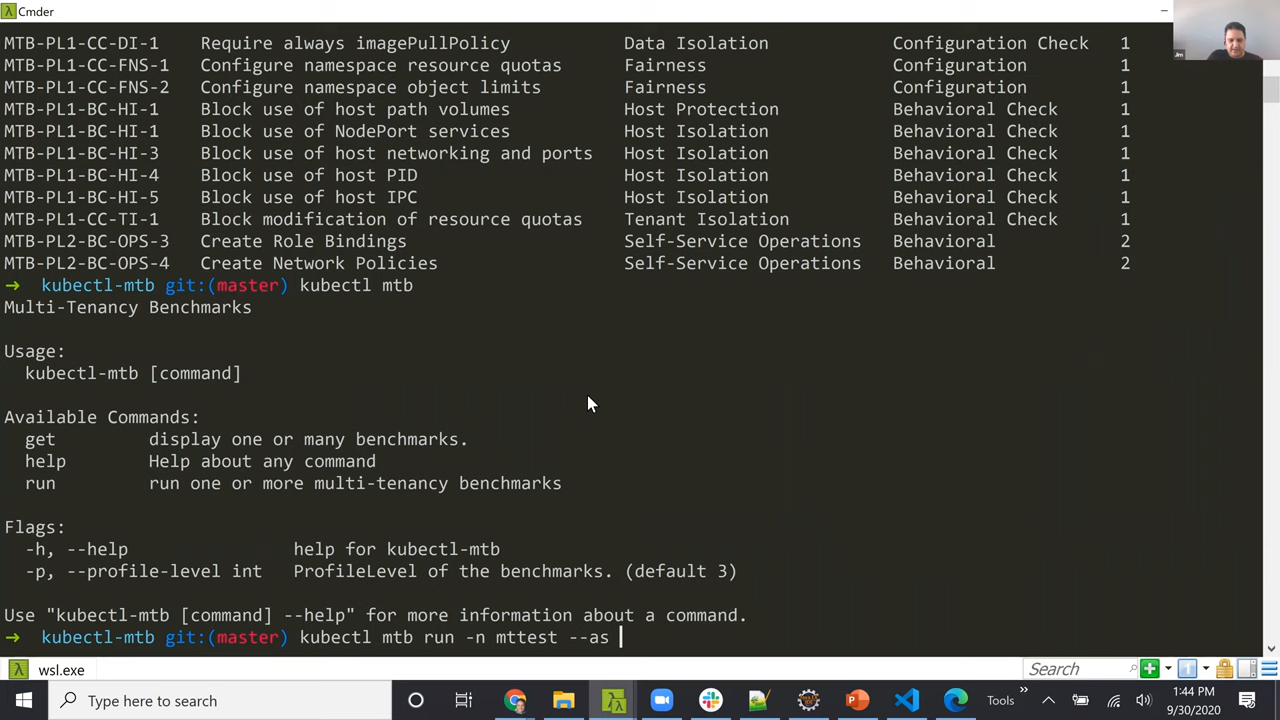 Cmder
MTB-PL1-CC-DI-1 Require always imagePullPolicy Data Isolation Configuration Check 1
MTB-PL1-CC-FNS-1 Configure namespace resource quotas Fairness Configuration 1
MTB-PL1-CC-FNS-2 Configure namespace object limits Fairness Configuration 1
MTB-PL1-BC-HI-1 Block use of host path volumes Host Protection Behavioral Check 1
MTB-PL1-BC-HI-1 Block use of NodePort services Host Isolation Behavioral Check 1
MTB-PL1-BC-HI-3 Block use of host networking and ports Host Isolation Behavioral Check 1
MTB-PL1-BC-HI-4 Block use of host PID Host Isolation Behavioral Check 1
MTB-PL1-BC-HI-5 Block use of host IPC Host Isolation Behavioral Check 1
MTB-PL1-CC-TI-1 Block modification of resource quotas Tenant Isolation Behavioral Check 1
MTB-PL2-BC-OPS-3 Create Role Bindings Self-Service Operations Behavioral 2
MTB-PL2-BC-OPS-4 Create Network Policies Self-Service Operations Behavioral 2
→ kubectl-mtb git:(master) kubectl mtb
Multi-Tenancy Benchmarks
Usage:
kubectl-mtb [command]
Available Commands:
get display one or many benchmarks.
help Help about any command
run run one or more multi-tenancy benchmarks
Flags:
-h, --help help for kubectl-mtb
-p, --profile-level int ProfileLevel of the benchmarks. (default 3)
Use "kubectl-mtb [command] --help" for more information about a command.
→ kubectl-mtb git:(master) kubectl mtb run -n mttest --as
wsl.exe
Search
Type here to search
Tools
1:44 PM
9/30/2020
Jim